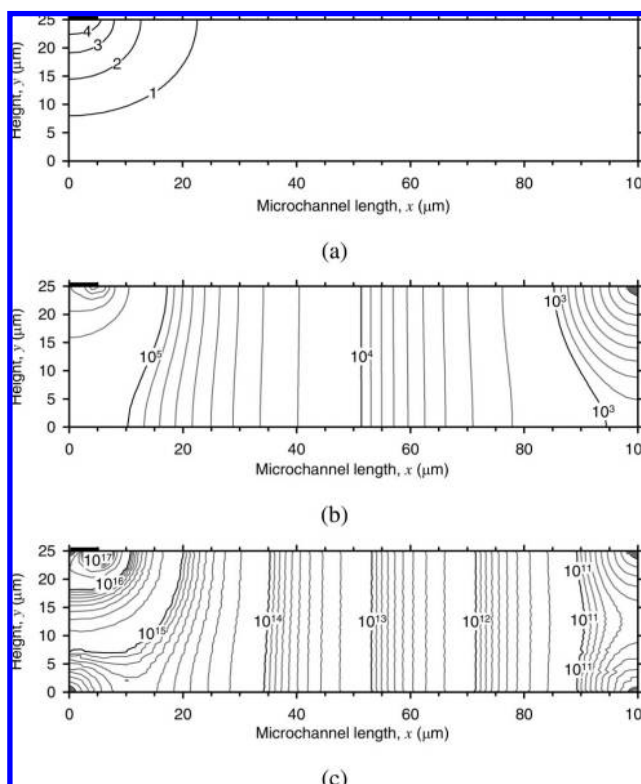 25
20
15
10
5
0
Height, y (μm)
4
3
2
1
0 20 40 60 80 10
Microchannel length, x (μm)
(a)
25
20
15
10
5
0
Height, y (μm)
10⁵
10⁴
10³
10³
0 20 40 60 80 10
Microchannel length, x (μm)
(b)
25
20
15
10
5
0
Height, y (μm)
10¹⁷
10¹⁶
10¹⁵
10¹⁴
10¹³
10¹²
10¹¹
10¹¹
10¹¹
0 20 40 60 80 10
Microchannel length, x (μm)
(c)